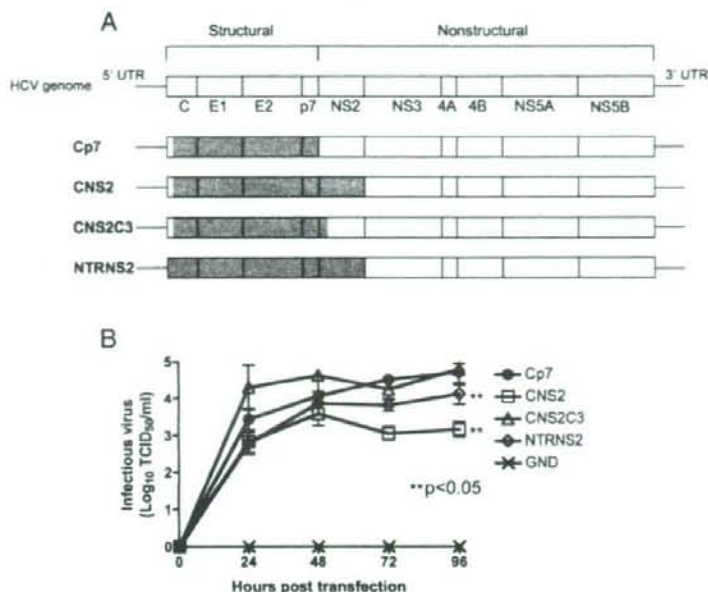 A
Structural
Nonstructural
HCV genome
5' UTR
3' UTR
C E1 E2 p7 NS2 NS3 4A 4B NS5A NS5B
Cp7
CNS2
CNS2C3
NTRNS2
B
Infectious virus
(Log10 TCID50/ml)
5
4
3
2
1
0
0 24 48 72 96
Hours post transfection
**
**
**p<0.05
Cp7
CNS2
CNS2C3
NTRNS2
GND